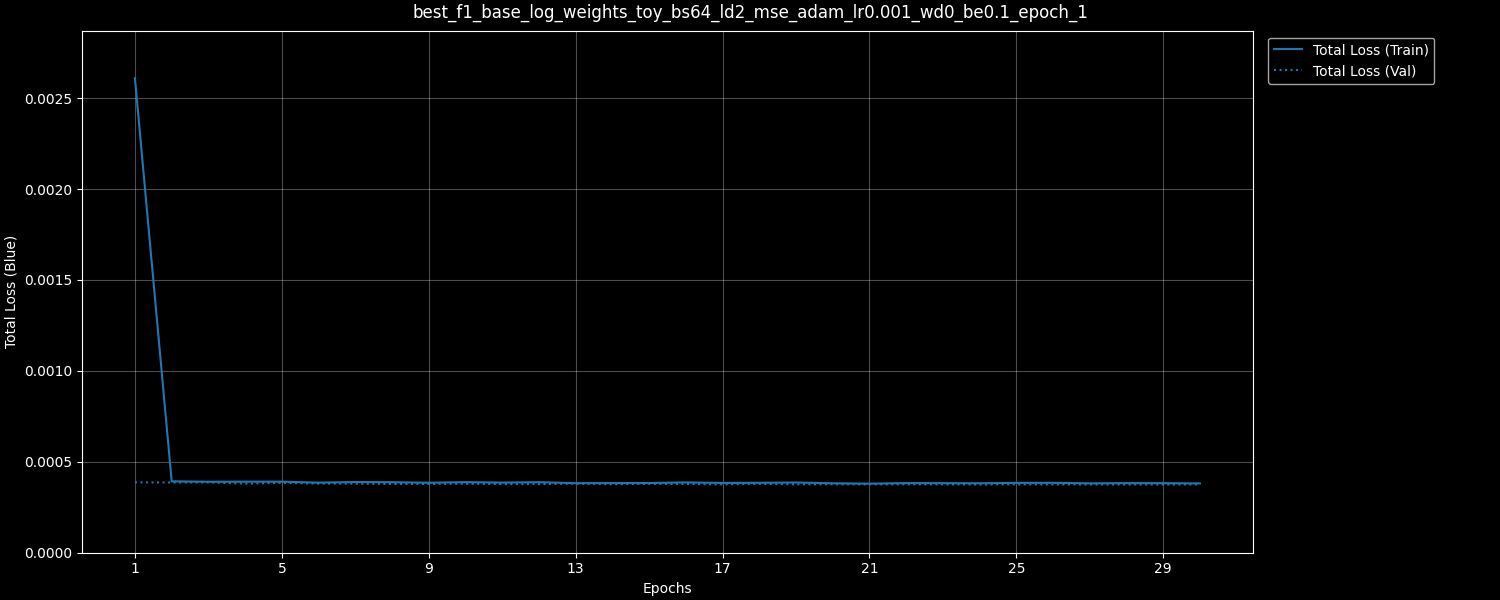 best_f1_base_log_weights_toy_bs64_ld2_mse_adam_lr0.001_wd0_be0.1_epoch_1
Total Loss (Train)
Total Loss (Val)
Total Loss (Blue)
0.0025
0.0020
0.0015
0.0010
0.0005
0.0000
1 5 9 13 17 21 25 29
Epochs